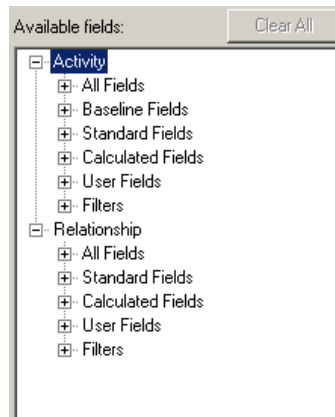 Available fields: Clear All
Activity
All Fields
Baseline Fields
Standard Fields
Calculated Fields
User Fields
Filters
Relationship
All Fields
Standard Fields
Calculated Fields
User Fields
Filters